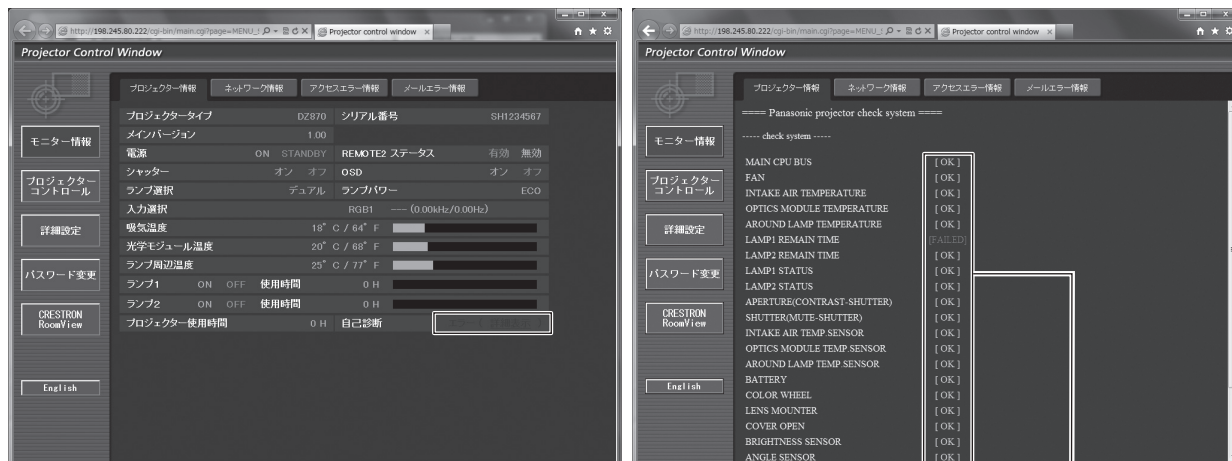 http://198.245.80.222/cgi-bin/main.cgi?page=MENU_S
Projector control window
Projector Control Window
プロジェクター情報 ネットワーク情報 アクセスエラー情報 メールエラー情報
モニター情報
プロジェクター
コントロール
詳細設定
パスワード変更
CRESTRON
RoomView
English
プロジェクタータイプ DZ870 シリアル番号 SH1234567
メインバージョン 1.00
電源 ON STANDBY REMOTE2 ステータス 有効 無効
シャッター オン オフ OSD オン オフ
ランプ選択 デュアル ランプパワー ECO
入力選択 RGB1 --- (0.00kHz/0.00Hz)
吸気温度 18° C / 64° F
光学モジュール温度 20° C / 68° F
ランプ周辺温度 25° C / 77° F
ランプ1 ON OFF 使用時間 0 H
ランプ2 ON OFF 使用時間 0 H
プロジェクター使用時間 0 H 自己診断
http://198.245.80.222/cgi-bin/main.cgi?page=MENU_S
Projector control window
Projector Control Window
プロジェクター情報 ネットワーク情報 アクセスエラー情報 メールエラー情報
モニター情報
プロジェクター
コントロール
詳細設定
パスワード変更
CRESTRON
RoomView
English
==== Panasonic projector check system ====
----- check system -----
MAIN CPU BUS [ OK ]
FAN [ OK ]
INTAKE AIR TEMPERATURE [ OK ]
OPTICS MODULE TEMPERATURE [ OK ]
AROUND LAMP TEMPERATURE [ OK ]
LAMP1 REMAIN TIME [FAILED]
LAMP2 REMAIN TIME [ OK ]
LAMP1 STATUS [ OK ]
LAMP2 STATUS [ OK ]
APERTURE(CONTRAST-SHUTTER) [ OK ]
SHUTTER(MUTE-SHUTTER) [ OK ]
INTAKE AIR TEMP.SENSOR [ OK ]
OPTICS MODULE TEMP.SENSOR [ OK ]
AROUND LAMP TEMP.SENSOR [ OK ]
BATTERY [ OK ]
COLOR WHEEL [ OK ]
LENS MOUNTER [ OK ]
COVER OPEN [ OK ]
BRIGHTNESS SENSOR [ OK ]
ANGLE SENSOR [ OK ]